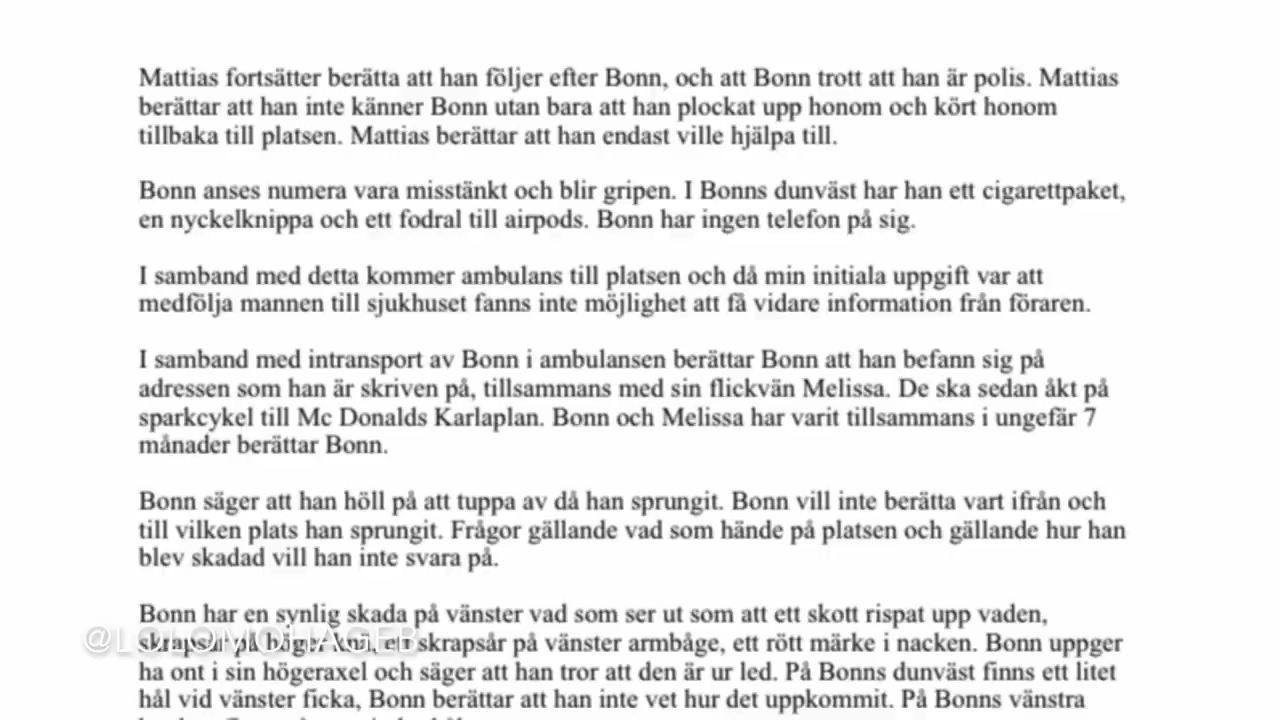 Mattias fortsätter berätta att han följer efter Bonn, och att Bonn trott att han är polis. Mattias
berättar att han inte känner Bonn utan bara att han plockat upp honom och kört honom
tillbaka till platsen. Mattias berättar att han endast ville hjälpa till.
Bonn anses numera vara misstänkt och blir gripen. I Bonns dunväst har han ett cigarettpaket,
en nyckelknippa och ett fodral till airpods. Bonn har ingen telefon på sig.
I samband med detta kommer ambulans till platsen och då min initiala uppgift var att
medfölja mannen till sjukhuset fanns inte möjlighet att få vidare information från föraren.
I samband med intransport av Bonn i ambulansen berättar Bonn att han befann sig på
adressen som han är skriven på, tillsammans med sin flickvän Melissa. De ska sedan åkt på
sparkcykel till Mc Donalds Karlaplan. Bonn och Melissa har varit tillsammans i ungefär 7
månader berättar Bonn.
Bonn säger att han höll på att tuppa av då han sprungit. Bonn vill inte berätta vart ifrån och
till vilken plats han sprungit. Frågor gällande vad som hände på platsen och gällande hur han
blev skadad vill han inte svara på.
Bonn har en synlig skada på vänster vad som ser ut som att ett skott rispat upp vaden,
skrapsår på höger knä, ett skrapsår på vänster armbåge, ett rött märke i nacken. Bonn uppger
@LOLOMOHAGEB
ha ont i sin högeraxel och säger att han tror att den är ur led. På Bonns dunväst finns ett litet
hål vid vänster ficka, Bonn berättar att han inte vet hur det uppkommit. På Bonns vänstra